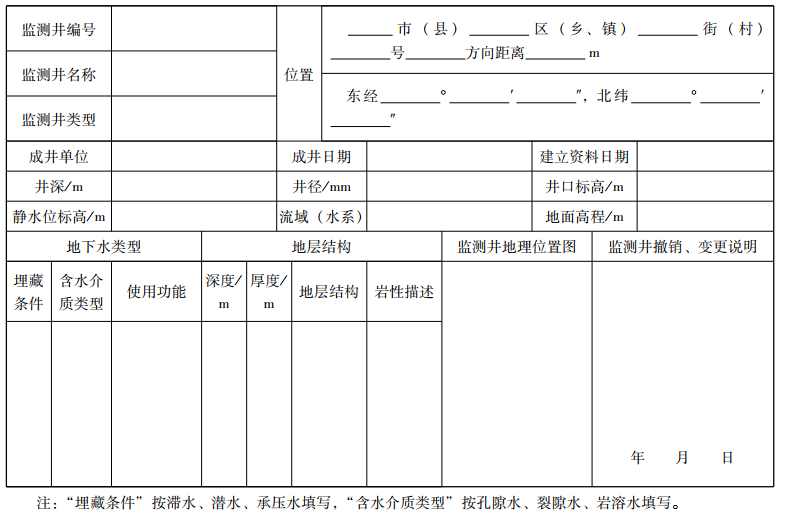 监测井编号
位置
______市（县）______区（乡、镇）______街（村）
______号______方向距离______m
监测井名称
东经______°______′______″，北纬______°______′
______″
监测井类型
成井单位 成井日期 建立资料日期
井深/m 井径/mm 井口标高/m
静水位标高/m 流域（水系） 地面高程/m
地下水类型 地层结构 监测井地理位置图 监测井撤销、变更说明
埋藏
条件
含水介
质类型
使用功能
深度/
m
厚度/
m
地层结构
岩性描述
年 月 日
注：“埋藏条件”按滞水、潜水、承压水填写，“含水介质类型”按孔隙水、裂隙水、岩溶水填写。